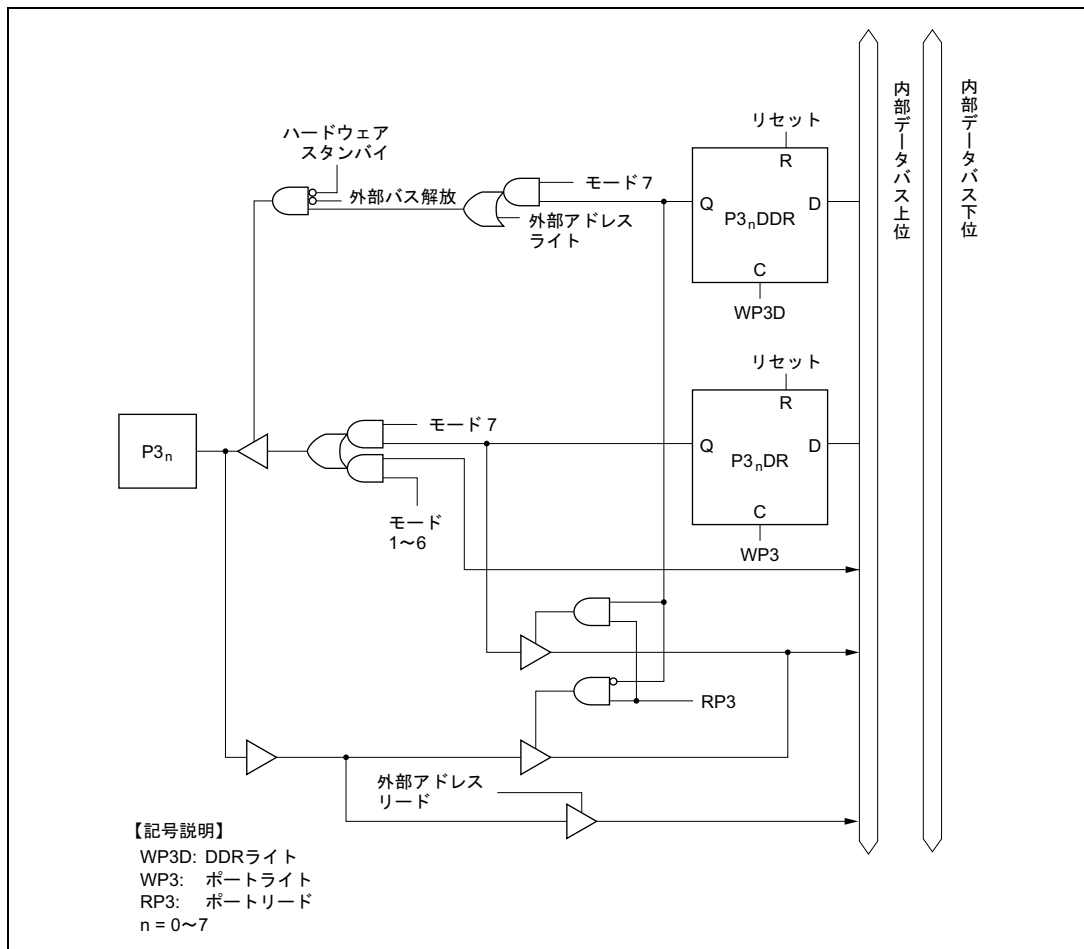 ハードウェア
スタンバイ
外部バス解放
モード 7
外部アドレス
ライト
リセット
R
Q
D
P3nDDR
C
WP3D
内部データバス上位
内部データバス下位
リセット
R
Q
D
P3nDR
C
WP3
P3n
モード 7
モード
1〜6
RP3
外部アドレス
リード
【記号説明】
WP3D: DDRライト
WP3: ポートライト
RP3: ポートリード
n = 0〜7